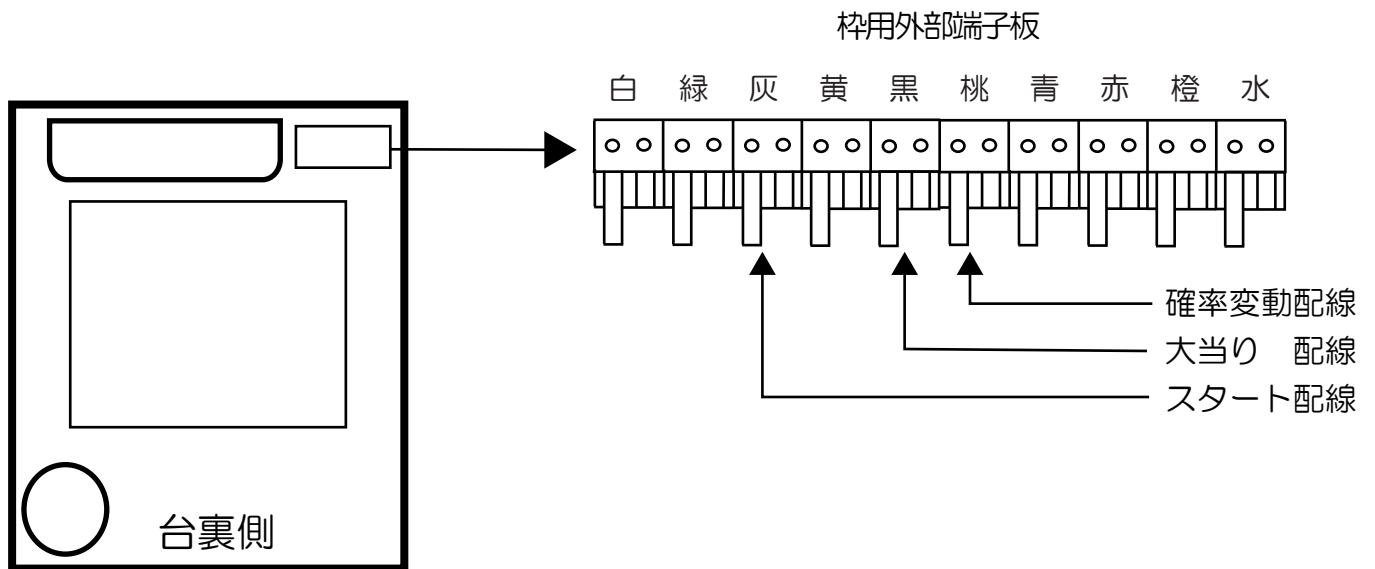 枠用外部端子板
白 緑 灰 黄 黒 桃 青 赤 橙 水
確率変動配線
大当り　配線
スタート配線
台裏側